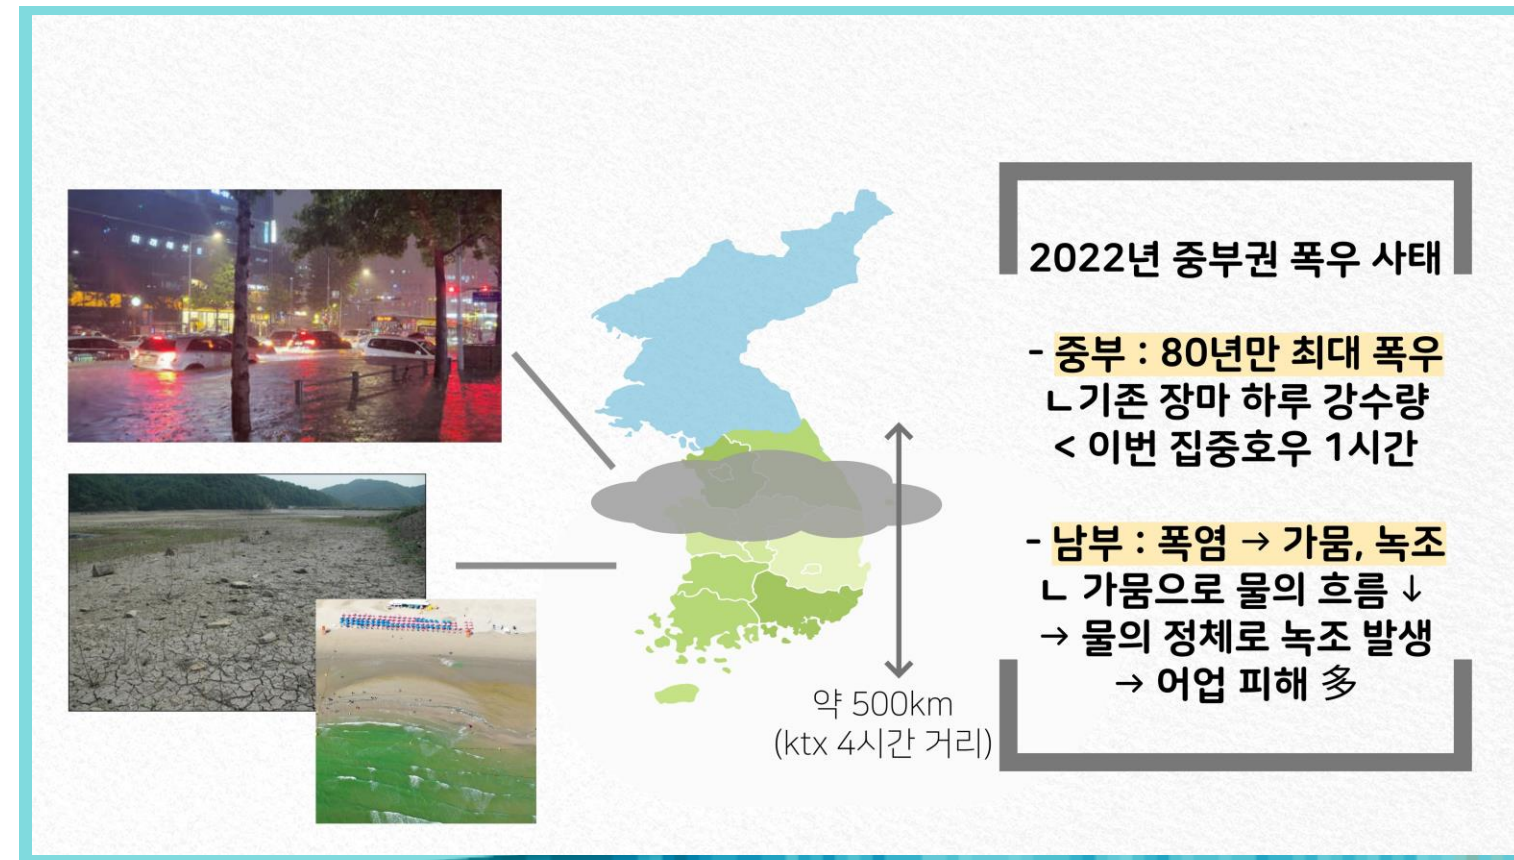 2022년 중부권 폭우 사태
- 중부 : 80년만 최대 폭우
ㄴ기존 장마 하루 강수량
< 이번 집중호우 1시간
- 남부 : 폭염 → 가뭄, 녹조
ㄴ 가뭄으로 물의 흐름 ↓
→ 물의 정체로 녹조 발생
→ 어업 피해 多
약 500km
(ktx 4시간 거리)